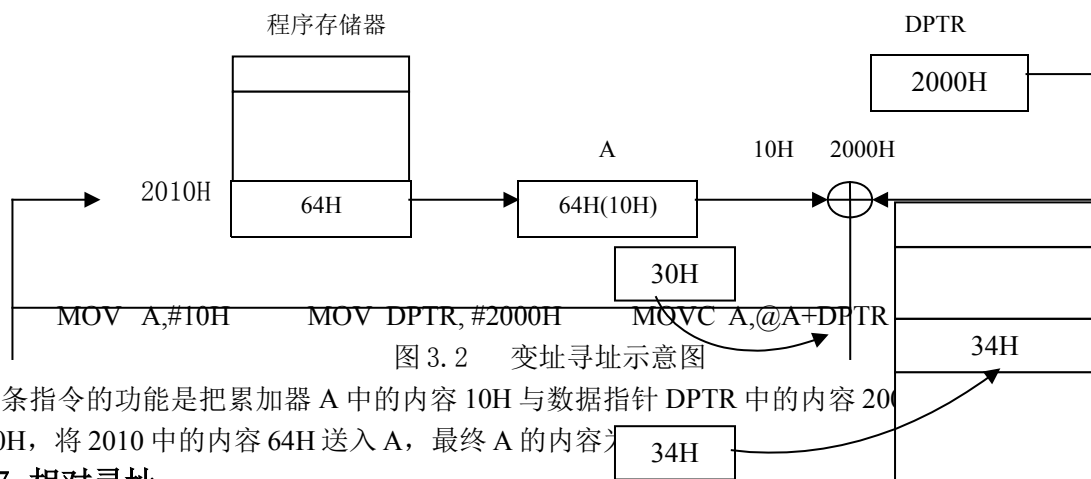 程序存储器 DPTR
2000H
A 10H 2000H
2010H 64H 64H(10H)
30H
MOV A,#10H MOV DPTR, #2000H MOVC A,@A+DPTR
34H
图 3.2 变址寻址示意图
条指令的功能是把累加器 A 中的内容 10H 与数据指针 DPTR 中的内容
0H，将 2010 中的内容 64H 送入 A，最终 A 的内容
34H
相对寻址